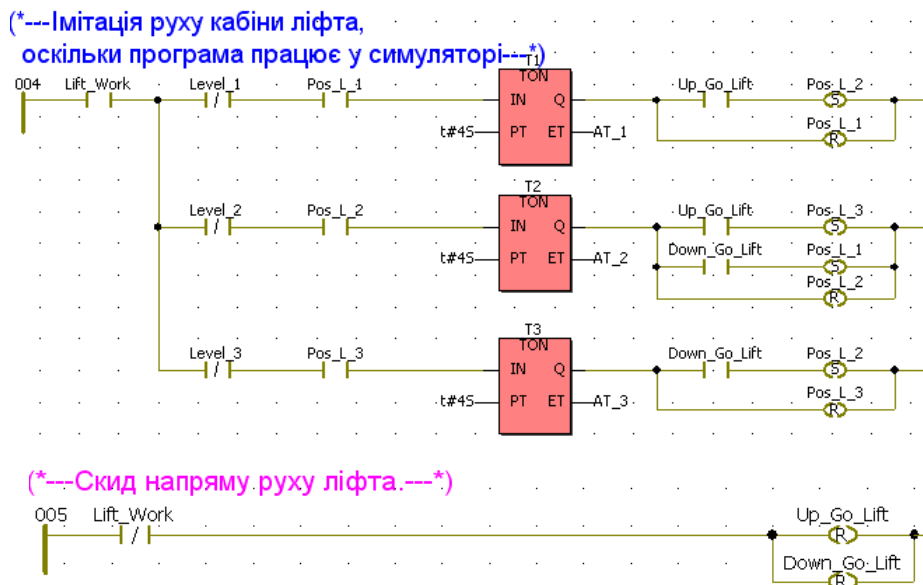 (*---Імітація руху кабіни ліфта,
оскільки програма працює у симуляторі---*)
004 Lift_Work Level_1 Pos_L_1 T1 Up_Go_Lift Pos_L_2
TON
IN Q S
Pos_L_1
R
t#4S PT ET AT_1
Level_2 Pos_L_2 T2 Up_Go_Lift Pos_L_3
TON
IN Q S
Down_Go_Lift Pos_L_1
t#4S PT ET AT_2 S
Pos_L_2
R
Level_3 Pos_L_3 T3 Down_Go_Lift Pos_L_2
TON
IN Q S
Pos_L_3
t#4S PT ET AT_3 R
(*---Скид напряму руху ліфта.---*)
005 Lift_Work Up_Go_Lift
R
Down_Go_Lift
R